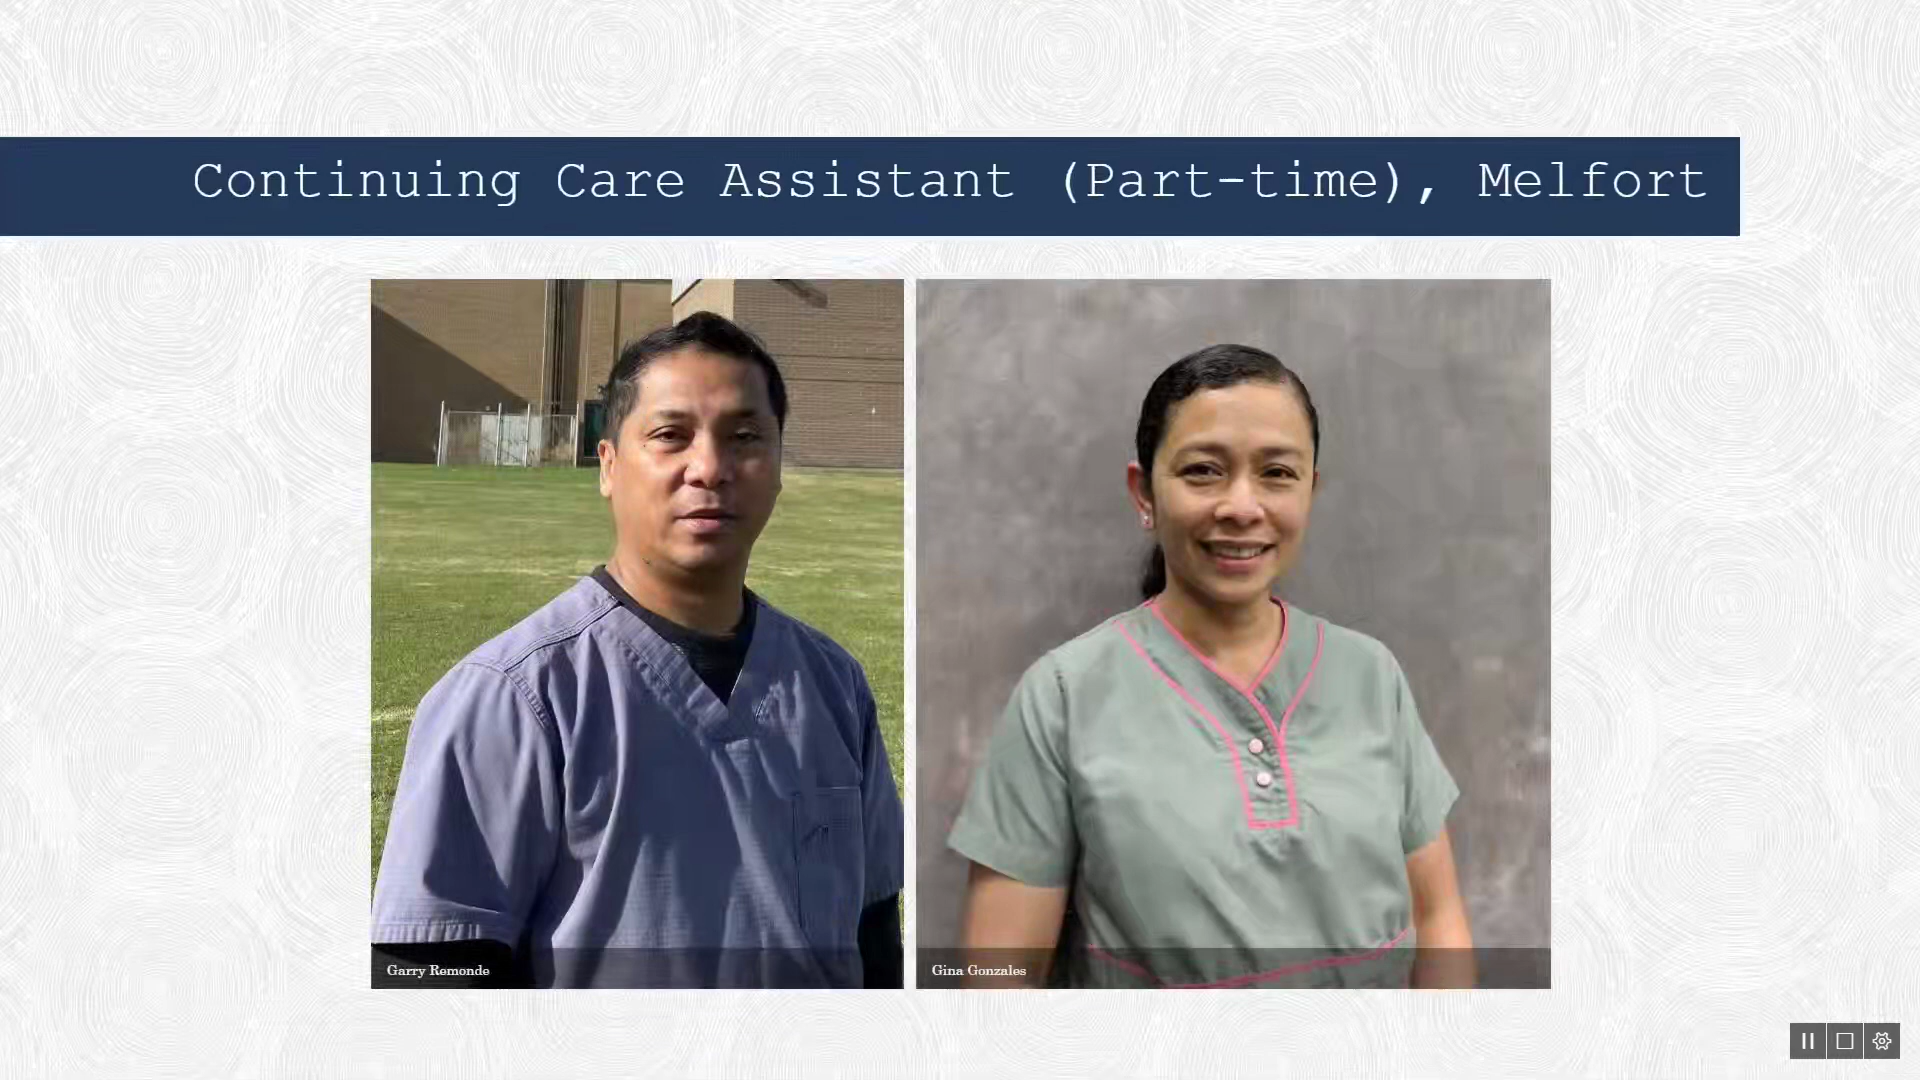 Continuing Care Assistant (Part-time), Melfort
Garry Remonde
Gina Gonzales